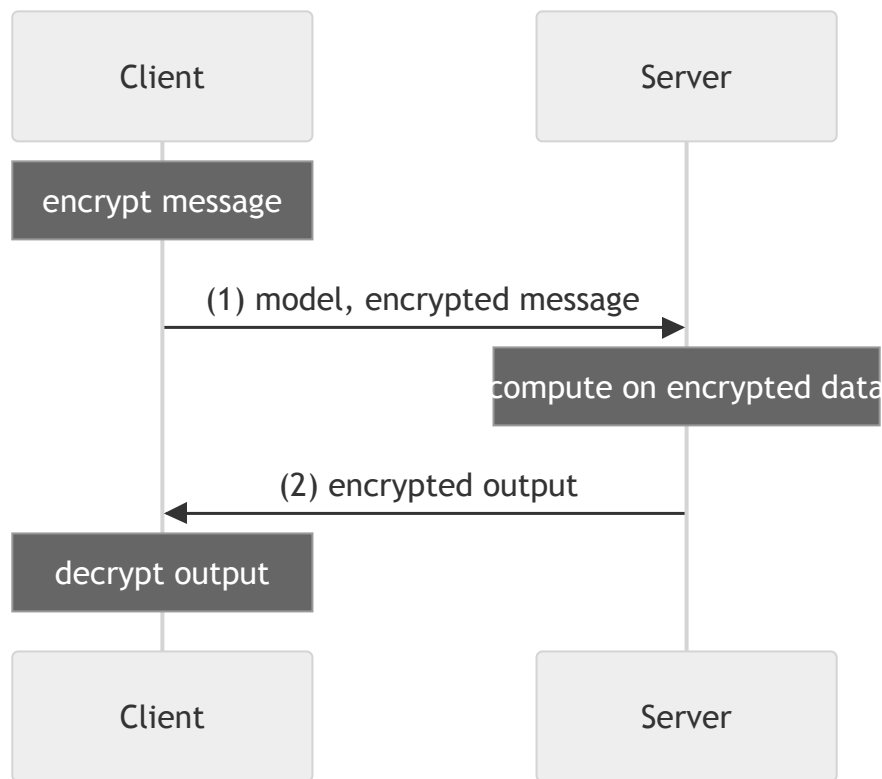 Client
Server
encrypt message
(1) model, encrypted message
compute on encrypted data
(2) encrypted output
decrypt output
Client
Server